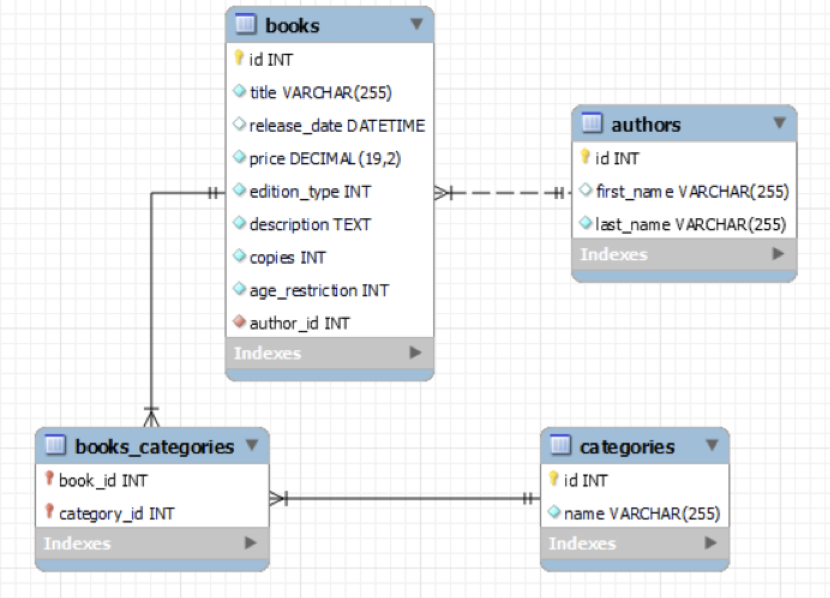 books
id INT
title VARCHAR(255)
release_date DATETIME
price DECIMAL(19,2)
edition_type INT
description TEXT
copies INT
age_restriction INT
author_id INT
Indexes
authors
id INT
first_name VARCHAR(255)
last_name VARCHAR(255)
Indexes
books_categories
book_id INT
category_id INT
Indexes
categories
id INT
name VARCHAR(255)
Indexes